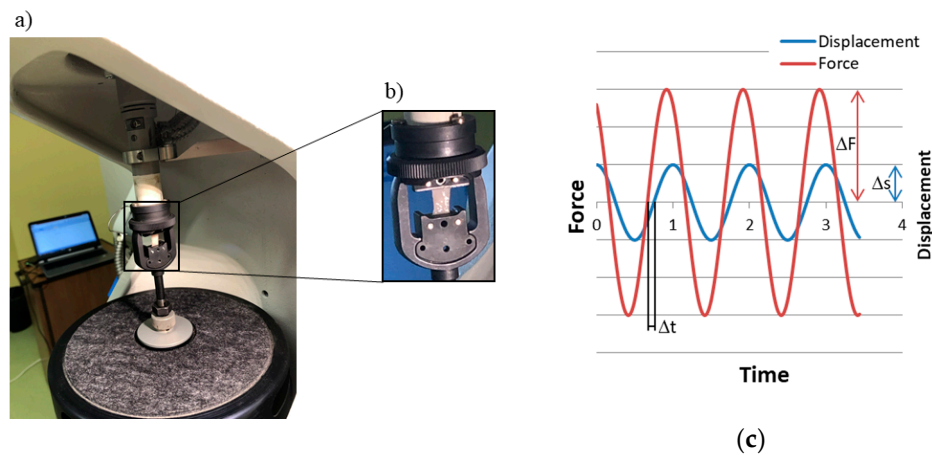 a)
b)
Displacement
Force
ΔF
Δs
Force
Displacement
0
1
2
3
4
Δt
Time
(c)